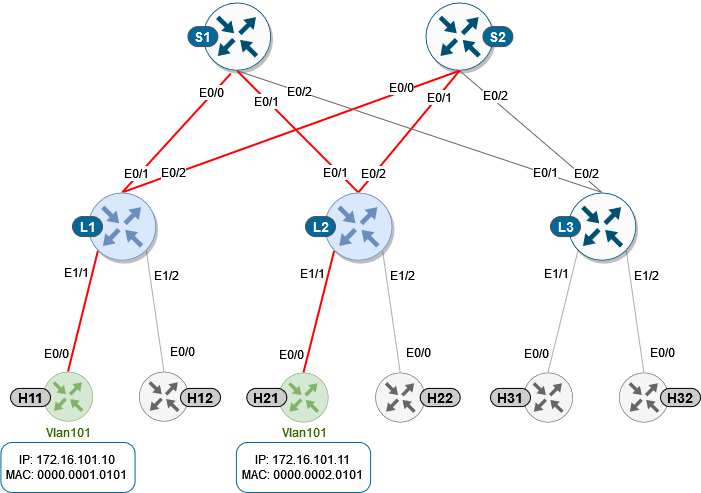 S1
S2
E0/0
E0/1
E0/2
E0/0
E0/1
E0/2
E0/1
E0/2
E0/1
E0/2
E0/1
E0/2
L1
L2
L3
E1/1
E1/2
E1/1
E1/2
E1/1
E1/2
E0/0
E0/0
E0/0
E0/0
E0/0
E0/0
H11
H12
H21
H22
H31
H32
Vlan101
Vlan101
IP: 172.16.101.10
MAC: 0000.0001.0101
IP: 172.16.101.11
MAC: 0000.0002.0101